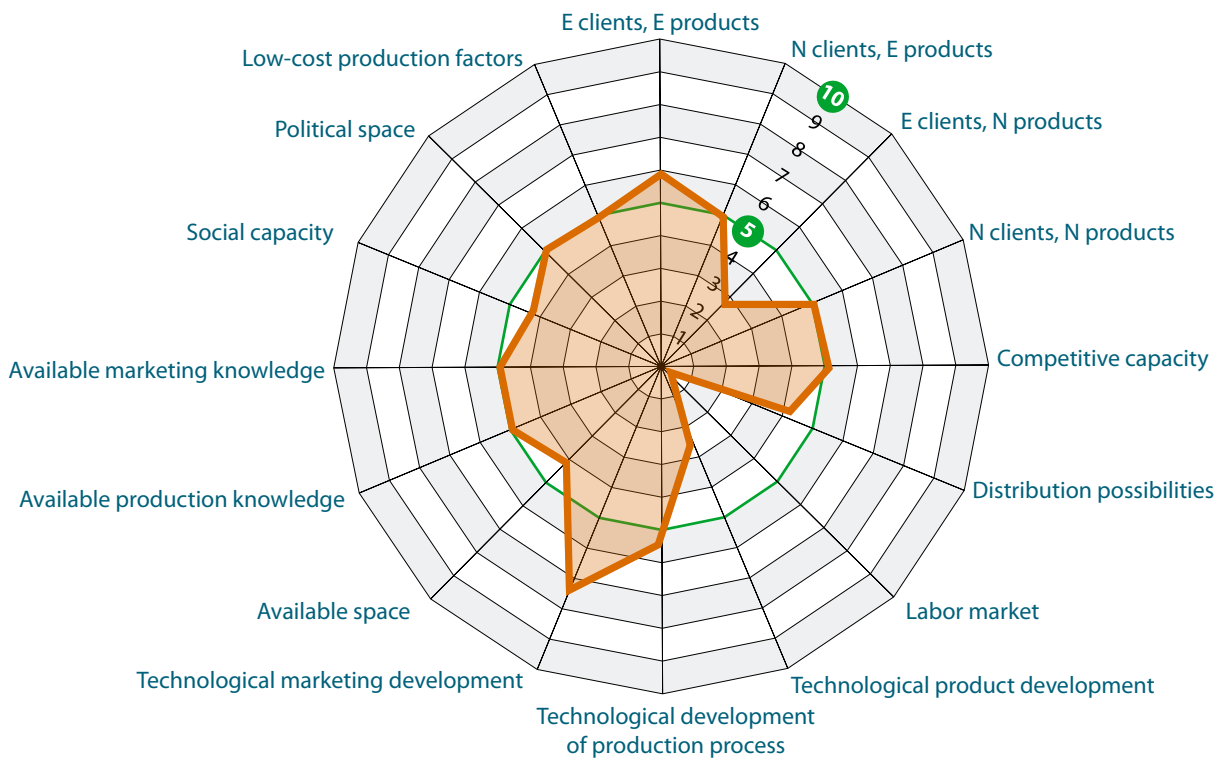 E clients, E products
N clients, E products
Low-cost production factors
10
E clients, N products
9
Political space
8
7
6
Social capacity
5
N clients, N products
4
3
2
1
Competitive capacity
Available marketing knowledge
Distribution possibilities
Available production knowledge
Available space
Labor market
Technological marketing development
Technological product development
Technological development
of production process